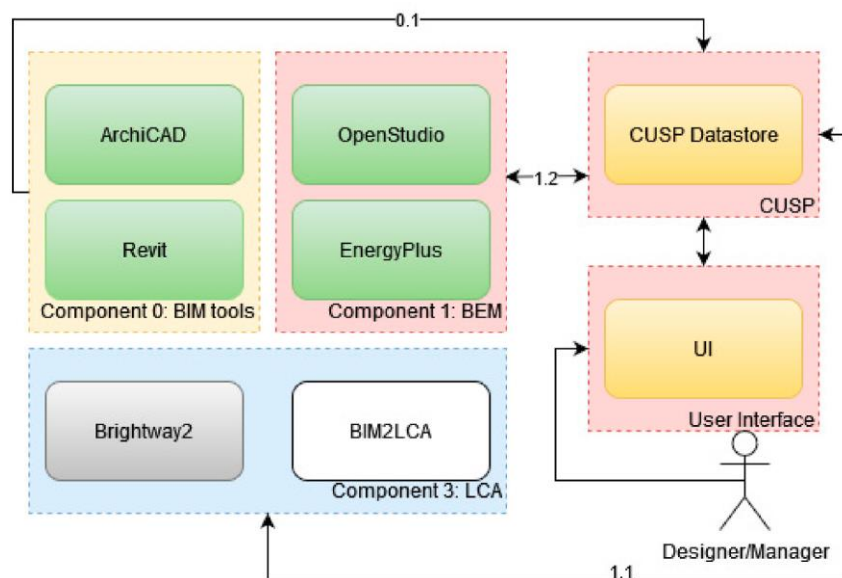 0.1
ArchiCAD
OpenStudio
CUSP Datastore
1.2
CUSP
Revit
EnergyPlus
Component 0: BIM tools
Component 1: BEM
UI
User Interface
Brightway2
BIM2LCA
Component 3: LCA
Designer/Manager
1.1